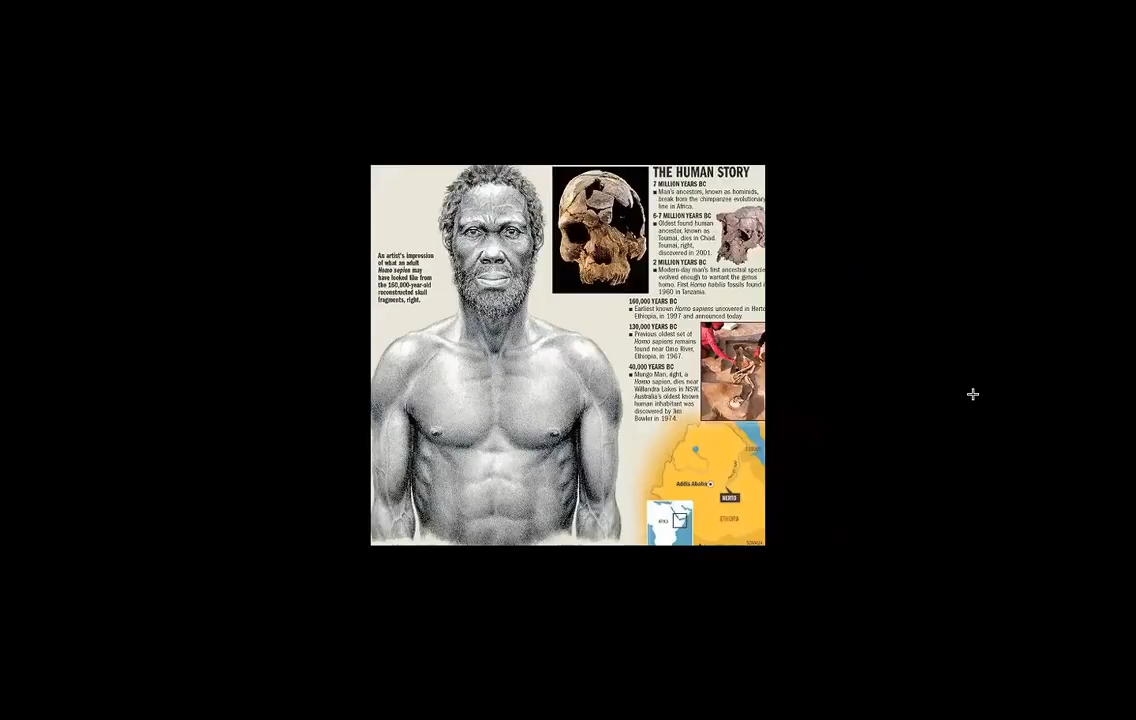 An artist's impression
of what an adult
Homo sapien may
have looked like from
the 160,000-year-old
reconstructed skull
fragments, right.
THE HUMAN STORY
7 MILLION YEARS BC
■ Man's ancestors, known as hominids,
break from the chimpanzee evolutionary
line in Africa.
6-7 MILLION YEARS BC
■ Oldest found human
ancestor, known as
Toumai, dies in Chad.
Toumai, right,
discovered in 2001.
2 MILLION YEARS BC
■ Modern-day man's first ancestral specie
evolved enough to warrant the genus
homo. First Homo habilis fossils found
1960 in Tanzania.
160,000 YEARS BC
■ Earliest known Homo sapiens uncovered in Herto
Ethiopia, in 1997 and announced today.
130,000 YEARS BC
■ Previous oldest set of
Homo sapiens remains
found near Omo River,
Ethiopia, in 1967.
40,000 YEARS BC
■ Mungo Man, right, a
Homo sapien, dies near
Willandra Lakes in NSW.
Australia's oldest known
human inhabitant was
discovered by Jim
Bowler in 1974.
Addis Ababa
HERTO
AFRICA
ETHIOPIA
SOMALIA